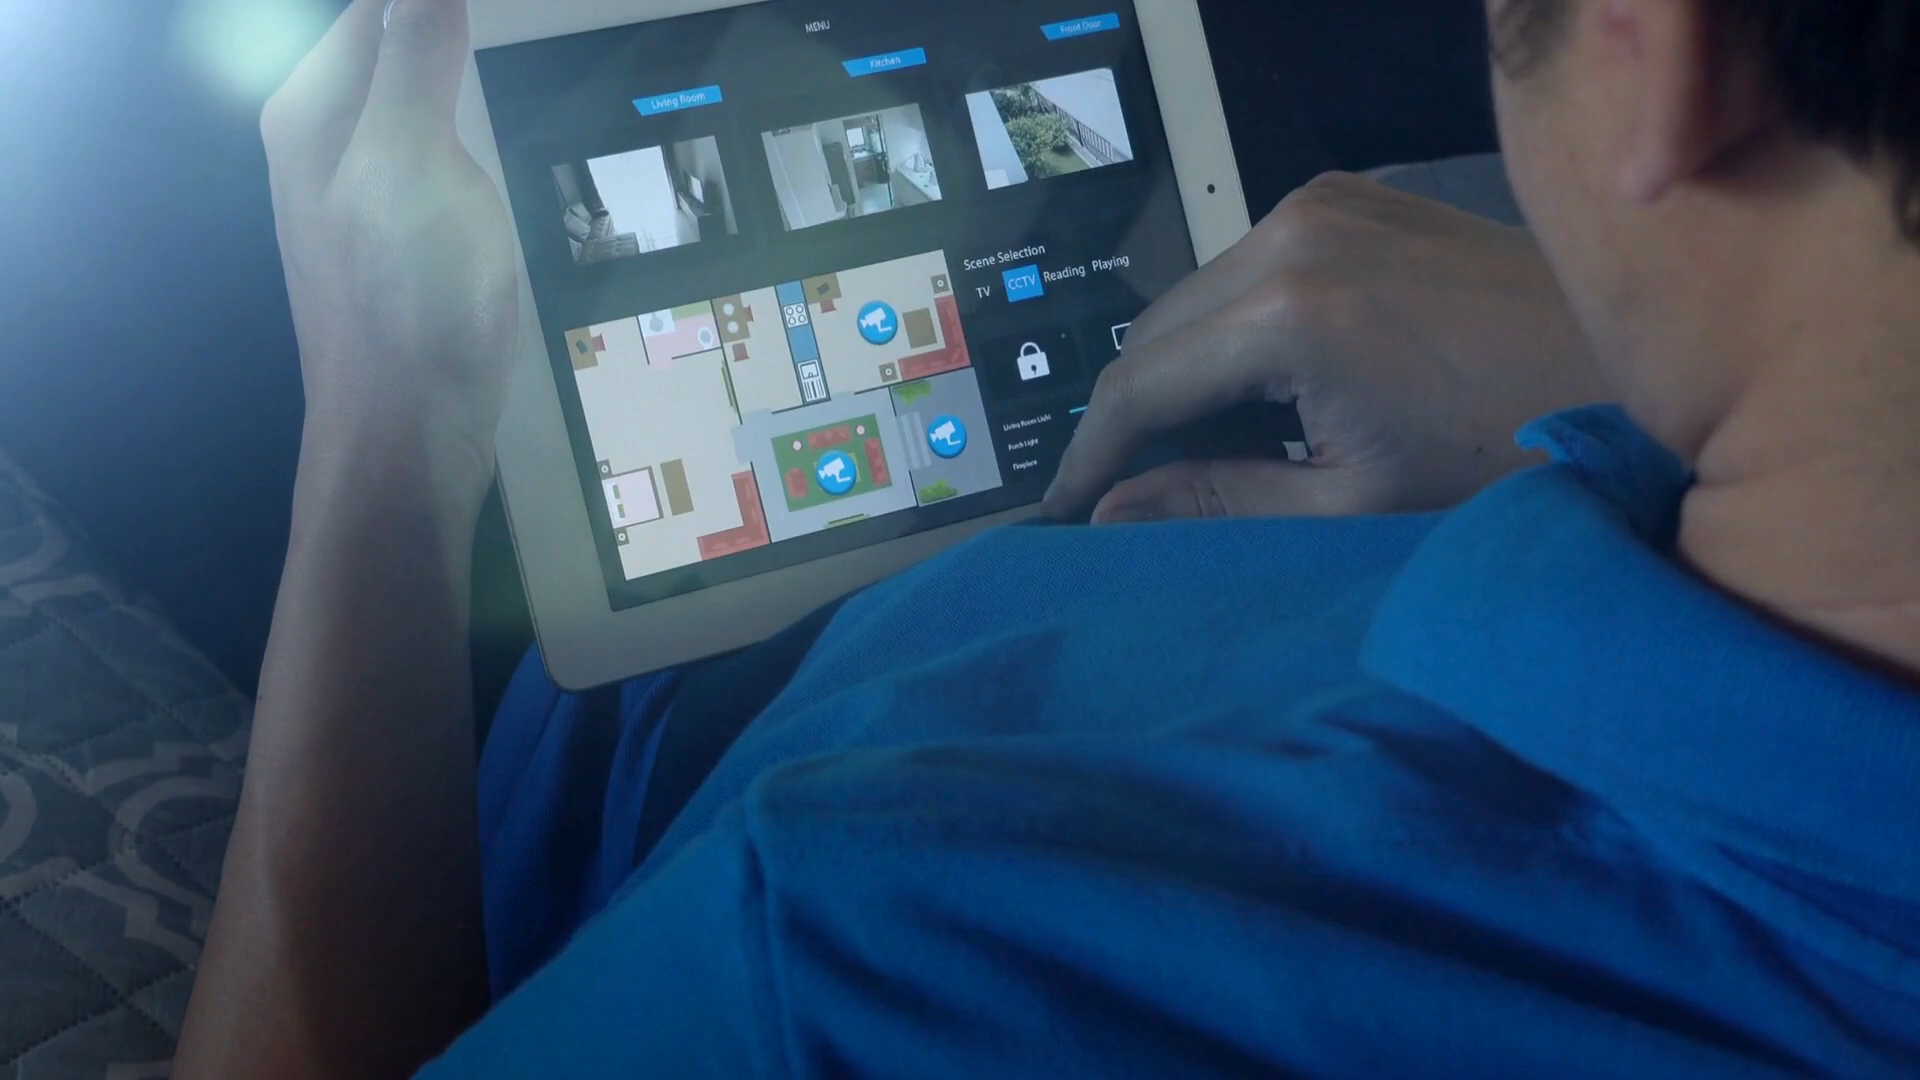 MENU
Living Room
Kitchen
Front Door
Scene Selection
TV CCTV Reading Playing
Living Room Light
Porch Light
Fireplace